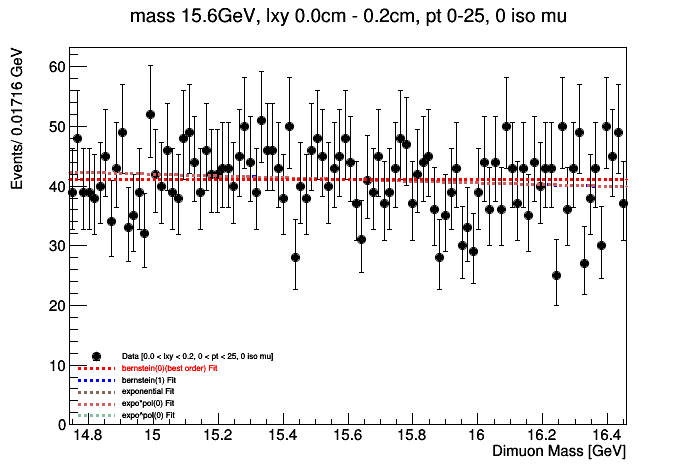 mass 15.6GeV, lxy 0.0cm - 0.2cm, pt 0-25, 0 iso mu
Events/ 0.01716 GeV
60
50
40
30
20
10
0
Data [0.0 < lxy < 0.2, 0 < pt < 25, 0 iso mu]
bernstein(0)(best order) Fit
bernstein(1) Fit
exponential Fit
expo*pol(0) Fit
expo^pol(0) Fit
14.8 15 15.2 15.4 15.6 15.8 16 16.2 16.4
Dimuon Mass [GeV]